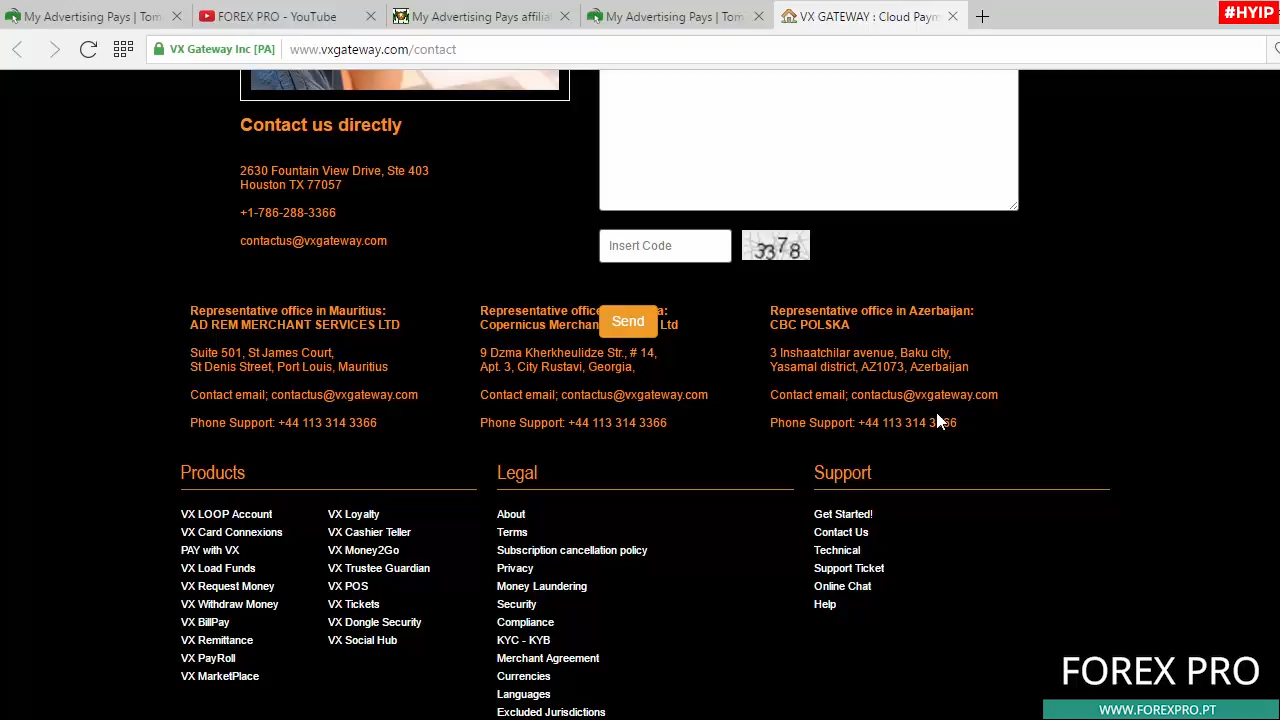 My Advertising Pays | Tom
FOREX PRO - YouTube
My Advertising Pays affilia
My Advertising Pays | Tom
VX GATEWAY : Cloud Paym
#HYIP
VX Gateway Inc [PA]
www.vxgateway.com/contact
Contact us directly
2630 Fountain View Drive, Ste 403
Houston TX 77057
+1-786-288-3366
contactus@vxgateway.com
Insert Code
3378
Send
Representative office in Mauritius:
AD REM MERCHANT SERVICES LTD
Suite 501, St James Court,
St Denis Street, Port Louis, Mauritius
Contact email; contactus@vxgateway.com
Phone Support: +44 113 314 3366
Representative office
Copernicus Merchan Ltd
9 Dzma Kherkheulidze Str., # 14,
Apt. 3, City Rustavi, Georgia,
Contact email; contactus@vxgateway.com
Phone Support: +44 113 314 3366
Representative office in Azerbaijan:
CBC POLSKA
3 Inshaatchilar avenue, Baku city,
Yasamal district, AZ1073, Azerbaijan
Contact email; contactus@vxgateway.com
Phone Support: +44 113 314 3366
Products
VX LOOP Account
VX Card Connexions
PAY with VX
VX Load Funds
VX Request Money
VX Withdraw Money
VX BillPay
VX Remittance
VX PayRoll
VX MarketPlace
VX Loyalty
VX Cashier Teller
VX Money2Go
VX Trustee Guardian
VX POS
VX Tickets
VX Dongle Security
VX Social Hub
Legal
About
Terms
Subscription cancellation policy
Privacy
Money Laundering
Security
Compliance
KYC - KYB
Merchant Agreement
Currencies
Languages
Excluded Jurisdictions
Support
Get Started!
Contact Us
Technical
Support Ticket
Online Chat
Help
FOREX PRO
WWW.FOREXPRO.PT